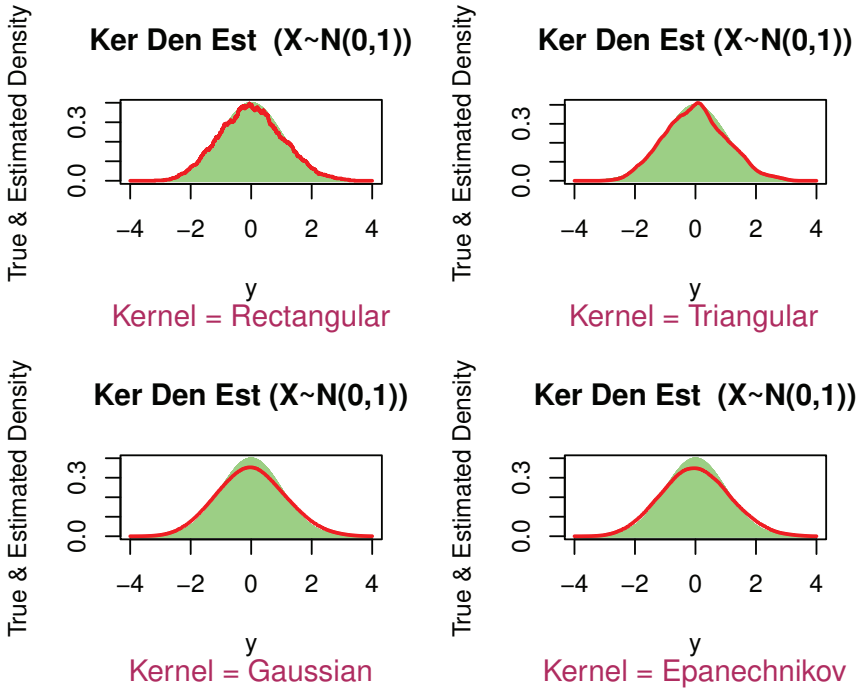 Ker Den Est  (X~N(0,1))
True & Estimated Density
0.3
0.0
−4 −2 0 2 4
y
Kernel = Rectangular
Ker Den Est  (X~N(0,1))
True & Estimated Density
0.3
0.0
−4 −2 0 2 4
y
Kernel = Triangular
Ker Den Est (X~N(0,1))
True & Estimated Density
0.3
0.0
−4 −2 0 2 4
y
Kernel = Gaussian
Ker Den Est  (X~N(0,1))
True & Estimated Density
0.3
0.0
−4 −2 0 2 4
y
Kernel = Epanechnikov